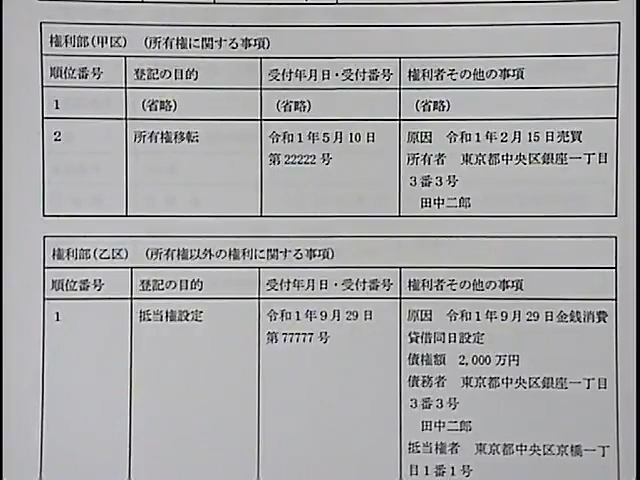 権利部(甲区) (所有権に関する事項)
順位番号 登記の目的 受付年月日・受付番号 権利者その他の事項
1 (省略) (省略) (省略)
2 所有権移転 令和1年5月10日 原因 令和1年2月15日売買
第22222号 所有者 東京都中央区銀座一丁目
3番3号
田中二郎
権利部(乙区) (所有権以外の権利に関する事項)
順位番号 登記の目的 受付年月日・受付番号 権利者その他の事項
1 抵当権設定 令和1年9月29日 原因 令和1年9月29日金銭消費
第77777号 貸借同日設定
債権額 2,000万円
債務者 東京都中央区銀座一丁目
3番3号
田中二郎
抵当権者 東京都中央区京橋一丁
目1番1号